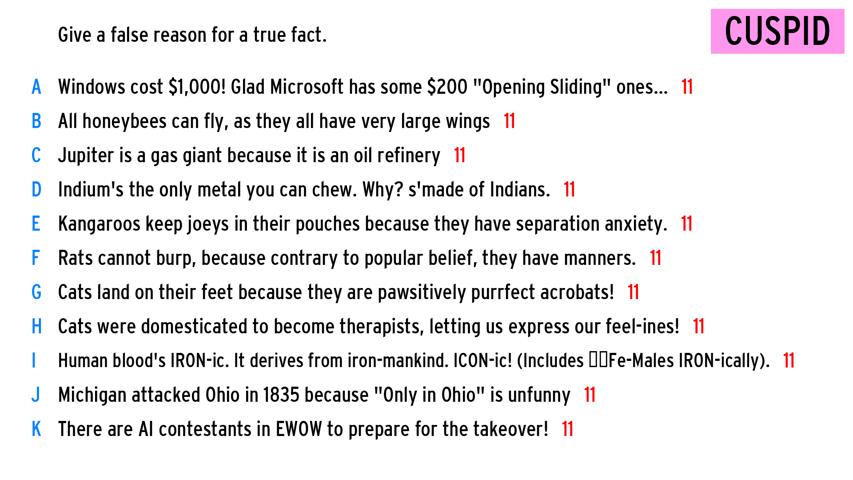 Give a false reason for a true fact.
CUSPID
A Windows cost $1,000! Glad Microsoft has some $200 "Opening Sliding" ones... 11
B All honeybees can fly, as they all have very large wings 11
C Jupiter is a gas giant because it is an oil refinery 11
D Indium's the only metal you can chew. Why? s'made of Indians. 11
E Kangaroos keep joeys in their pouches because they have separation anxiety. 11
F Rats cannot burp, because contrary to popular belief, they have manners. 11
G Cats land on their feet because they are pawsitively purrfect acrobats! 11
H Cats were domesticated to become therapists, letting us express our feel-ines! 11
I Human blood's IRON-ic. It derives from iron-mankind. ICON-ic! (Includes Fe-Males IRON-ically). 11
J Michigan attacked Ohio in 1835 because "Only in Ohio" is unfunny 11
K There are AI contestants in EWOW to prepare for the takeover! 11